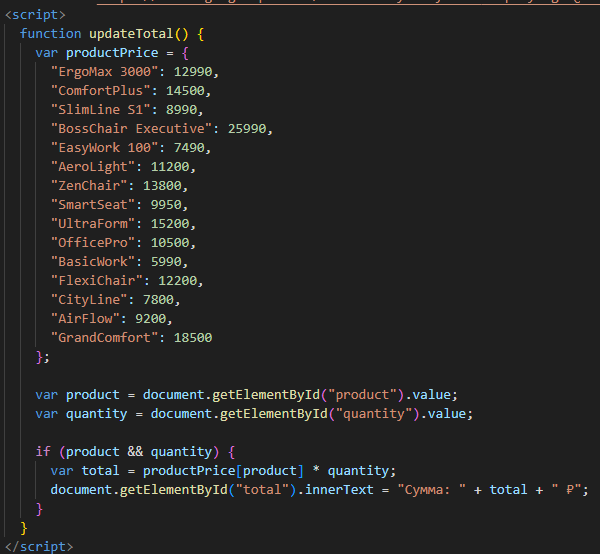 <script>
function updateTotal() {
var productPrice = {
"ErgoMax 3000": 12990,
"ComfortPlus": 14500,
"SlimLine S1": 8990,
"BossChair Executive": 25990,
"EasyWork 100": 7490,
"AeroLight": 11200,
"ZenChair": 13800,
"SmartSeat": 9950,
"UltraForm": 15200,
"OfficePro": 10500,
"BasicWork": 5990,
"FlexiChair": 12200,
"CityLine": 7800,
"AirFlow": 9200,
"GrandComfort": 18500
};
var product = document.getElementById("product").value;
var quantity = document.getElementById("quantity").value;
if (product && quantity) {
var total = productPrice[product] * quantity;
document.getElementById("total").innerText = "Сумма: " + total + " ₽";
}
}
</script>